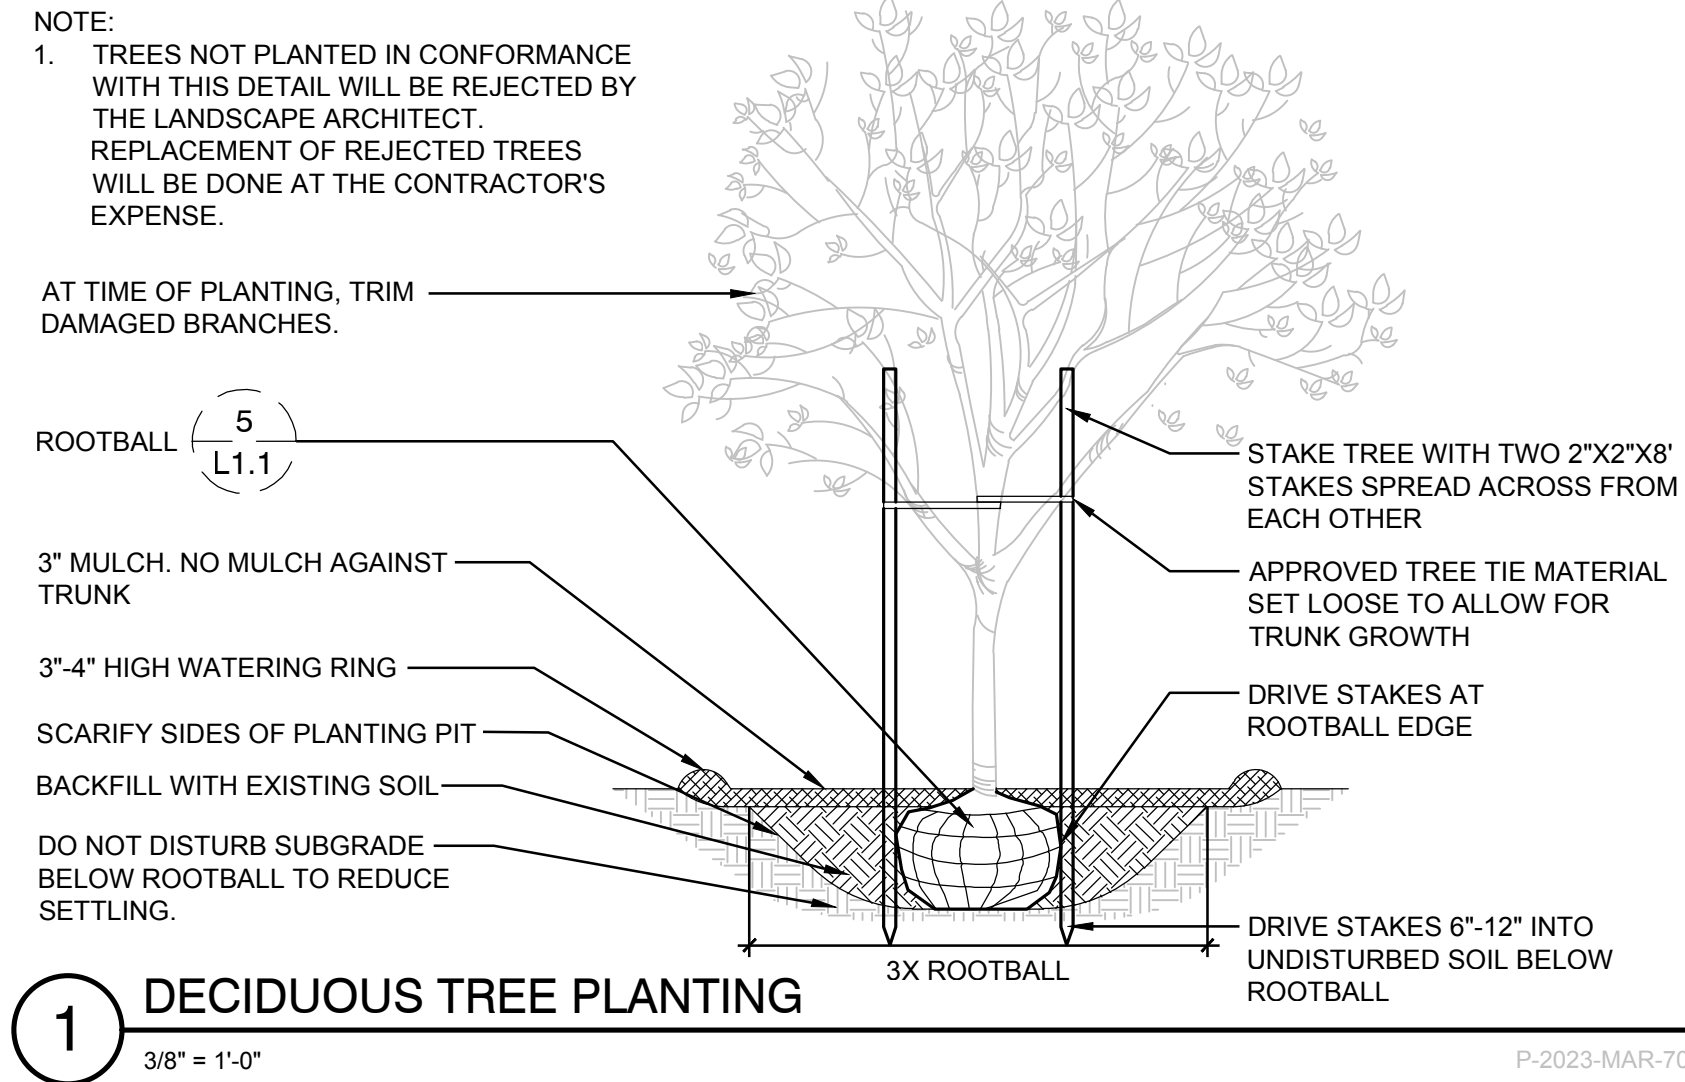 NOTE:
1. TREES NOT PLANTED IN CONFORMANCE
WITH THIS DETAIL WILL BE REJECTED BY
THE LANDSCAPE ARCHITECT.
REPLACEMENT OF REJECTED TREES
WILL BE DONE AT THE CONTRACTOR'S
EXPENSE.
AT TIME OF PLANTING, TRIM
DAMAGED BRANCHES.
ROOTBALL
5
L1.1
3" MULCH. NO MULCH AGAINST
TRUNK
3"-4" HIGH WATERING RING
SCARIFY SIDES OF PLANTING PIT
BACKFILL WITH EXISTING SOIL
DO NOT DISTURB SUBGRADE
BELOW ROOTBALL TO REDUCE
SETTLING.
STAKE TREE WITH TWO 2"X2"X8'
STAKES SPREAD ACROSS FROM
EACH OTHER
APPROVED TREE TIE MATERIAL
SET LOOSE TO ALLOW FOR
TRUNK GROWTH
DRIVE STAKES AT
ROOTBALL EDGE
DRIVE STAKES 6"-12" INTO
UNDISTURBED SOIL BELOW
ROOTBALL
3X ROOTBALL
1
DECIDUOUS TREE PLANTING
3/8" = 1'-0"
P-2023-MAR-70